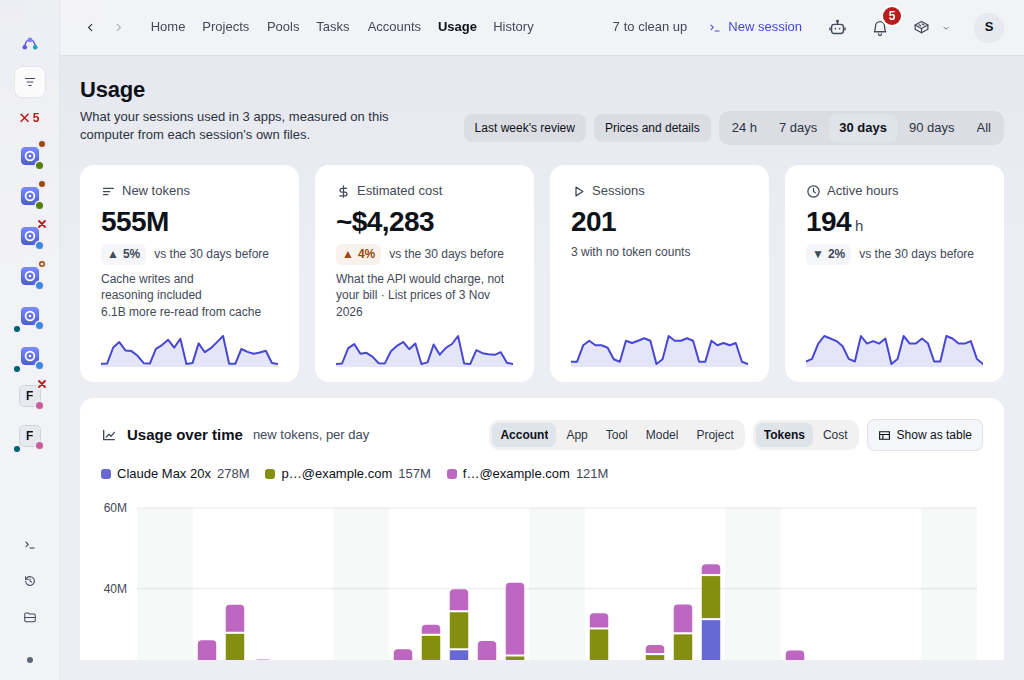 Home Projects Pools Tasks Accounts Usage History 7 to clean up New session 5 S
5
F
F
Usage
What your sessions used in 3 apps, measured on this
computer from each session's own files.
Last week's review Prices and details 24 h 7 days 30 days 90 days All
New tokens
555M
▲ 5% vs the 30 days before
Cache writes and
reasoning included
6.1B more re-read from cache
Estimated cost
~$4,283
▲ 4% vs the 30 days before
What the API would charge, not
your bill · List prices of 3 Nov
2026
Sessions
201
3 with no token counts
Active hours
194 h
▼ 2% vs the 30 days before
Usage over time new tokens, per day Account App Tool Model Project Tokens Cost Show as table
Claude Max 20x 278M p…@example.com 157M f…@example.com 121M
60M
40M